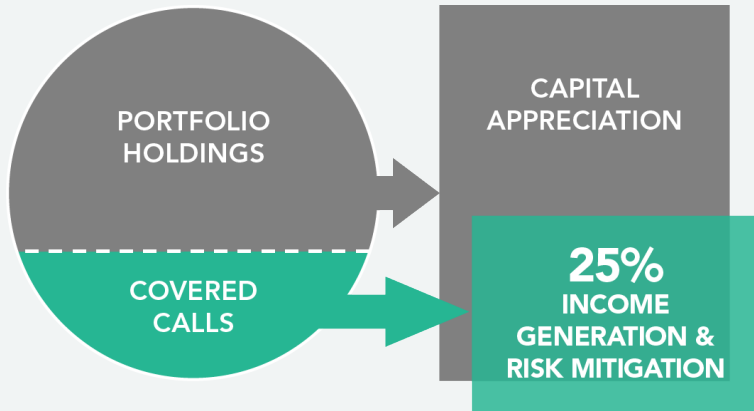 PORTFOLIO
HOLDINGS
COVERED
CALLS
CAPITAL
APPRECIATION
25%
INCOME
GENERATION &
RISK MITIGATION